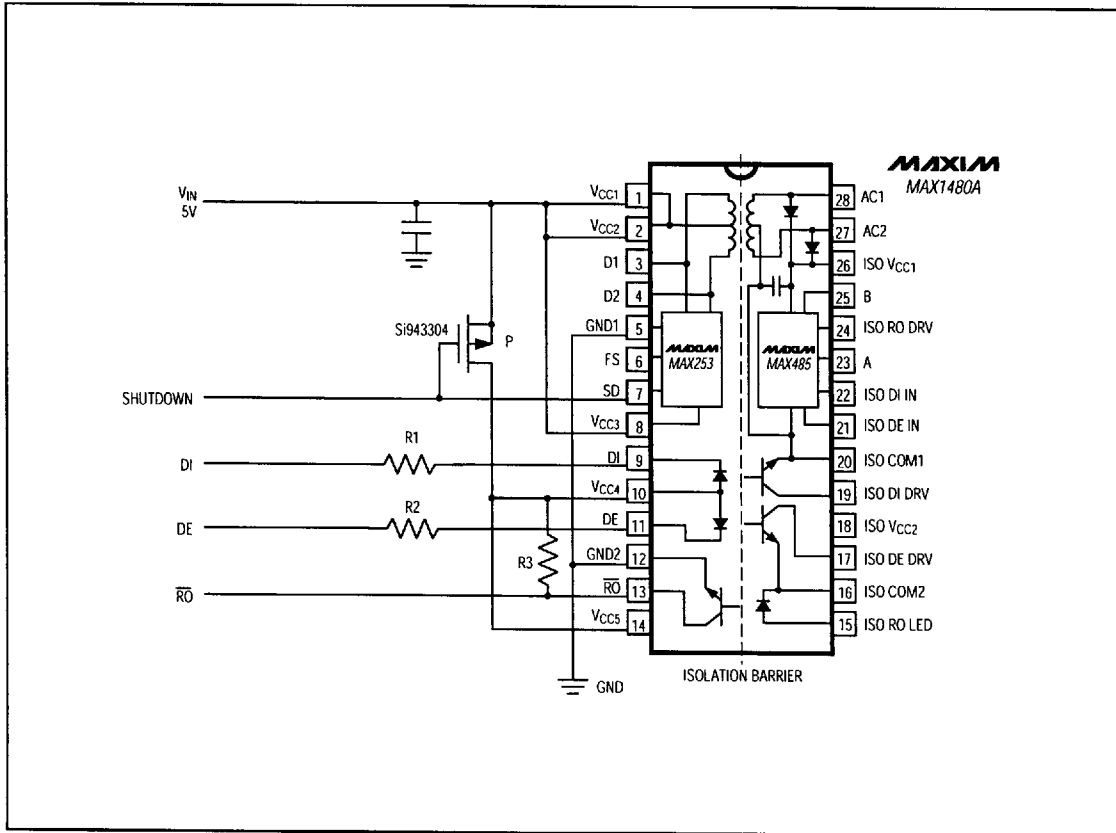 MAXIM
MAX1480A
VIN
5V
VCC1
1
VCC2
2
D1
3
D2
4
GND1
5
FS
6
SD
7
VCC3
8
DI
9
VCC4
10
DE
11
GND2
12
RO
13
VCC5
14
Si943304
P
SHUTDOWN
DI
R1
DE
R2
R3
RO
GND
MAXIM
MAX253
MAXIM
MAX485
28 AC1
27 AC2
26 ISO VCC1
25 B
24 ISO RO DRV
23 A
22 ISO DI IN
21 ISO DE IN
20 ISO COM1
19 ISO DI DRV
18 ISO VCC2
17 ISO DE DRV
16 ISO COM2
15 ISO RO LED
ISOLATION BARRIER